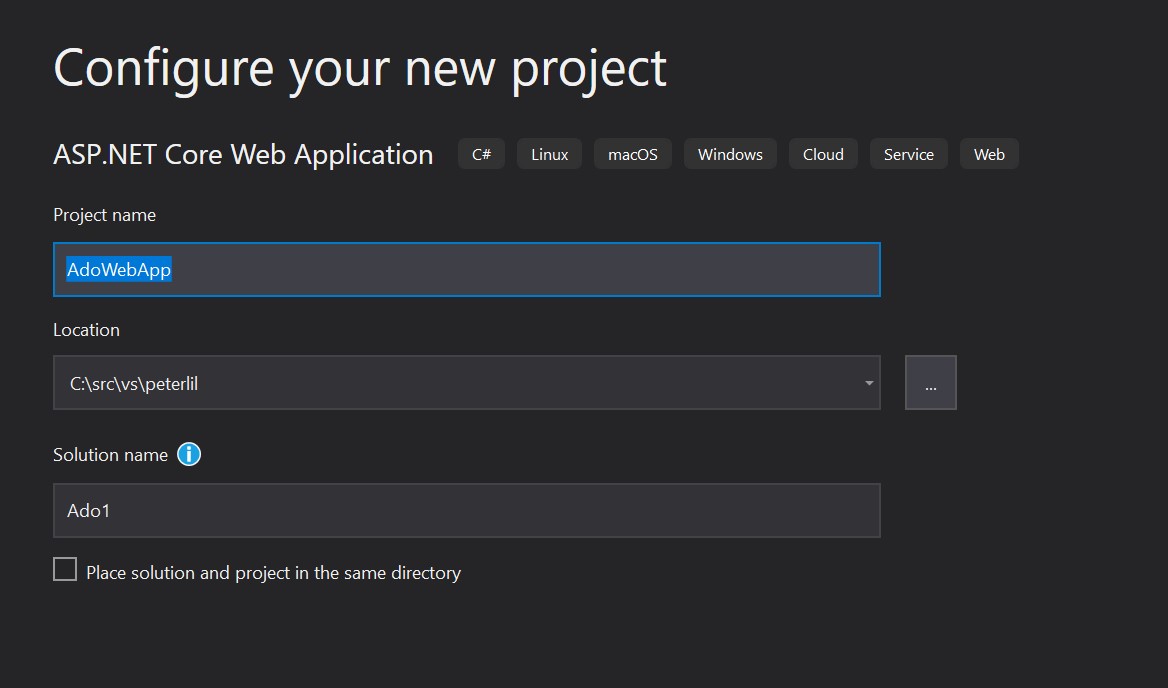 Configure your new project
ASP.NET Core Web Application C# Linux macOS Windows Cloud Service Web
Project name
AdoWebApp
Location
C:\src\vs\peterlil
...
Solution name
Ado1
Place solution and project in the same directory